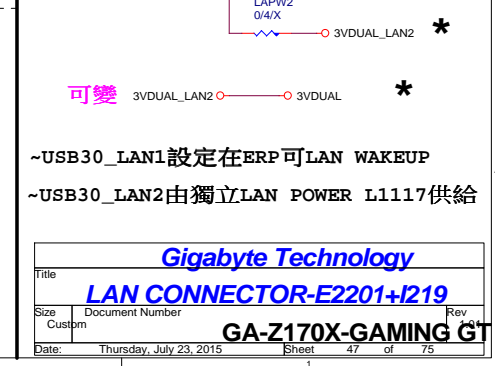 LAPW2
0/4/X
3VDUAL_LAN2 *
可變 3VDUAL_LAN2 3VDUAL *
~USB30_LAN1設定在ERP可LAN WAKEUP
~USB30_LAN2由獨立LAN POWER L1117供給
Gigabyte Technology
Title
LAN CONNECTOR-E2201+I219
Size Document Number Rev
Custom GA-Z170X-GAMING GT 1.01
Date: Thursday, July 23, 2015 Sheet 47 of 75
1